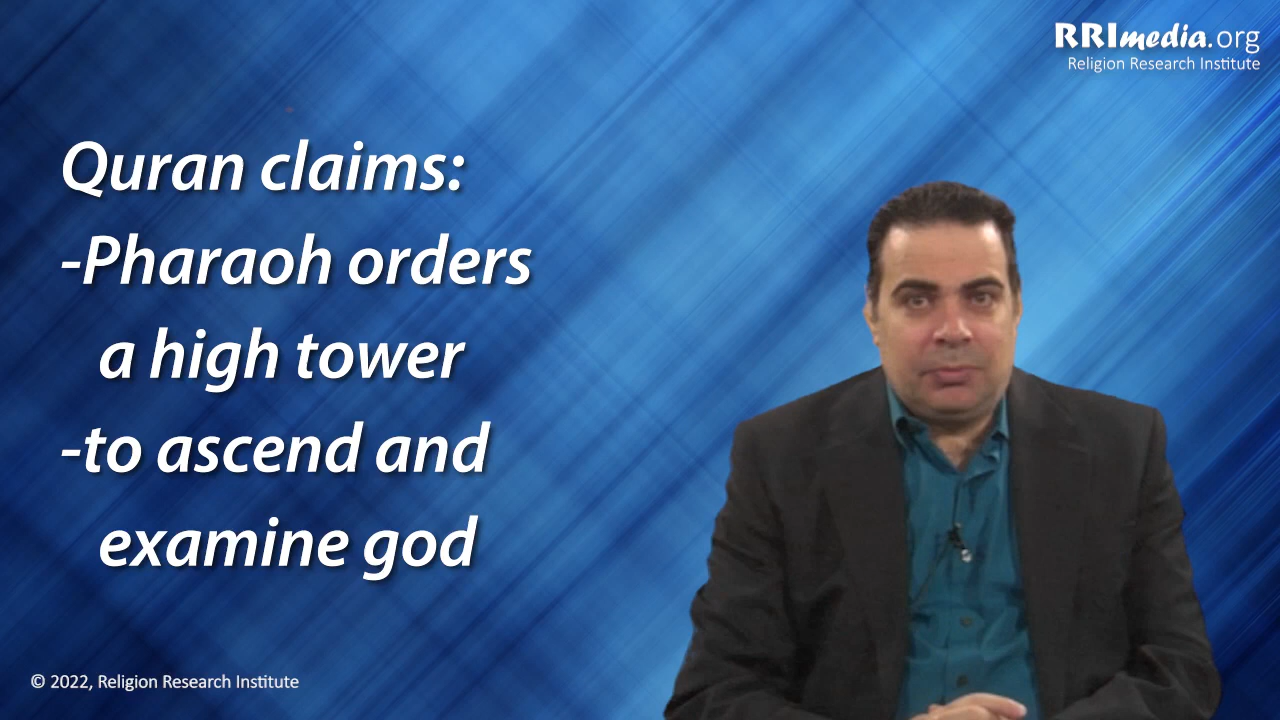 RRImedia.org
Religion Research Institute
Quran claims:
-Pharaoh orders
a high tower
-to ascend and
examine god
© 2022, Religion Research Institute